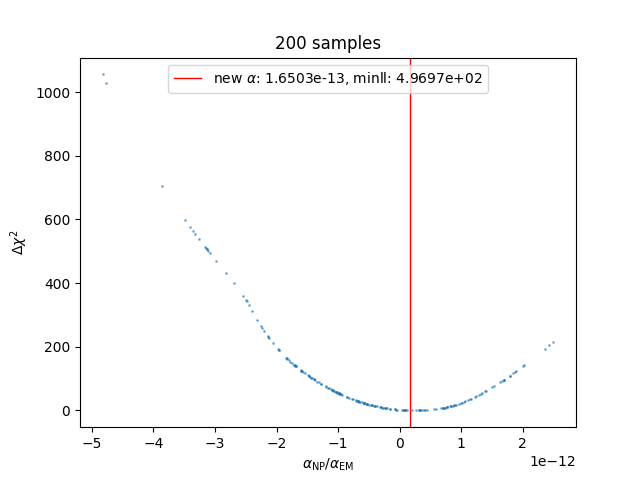 200 samples
new α: 1.6503e-13, minll: 4.9697e+02
1000
800
600
400
200
0
Δχ²
−5 −4 −3 −2 −1 0 1 2
1e−12
α_NP/α_EM